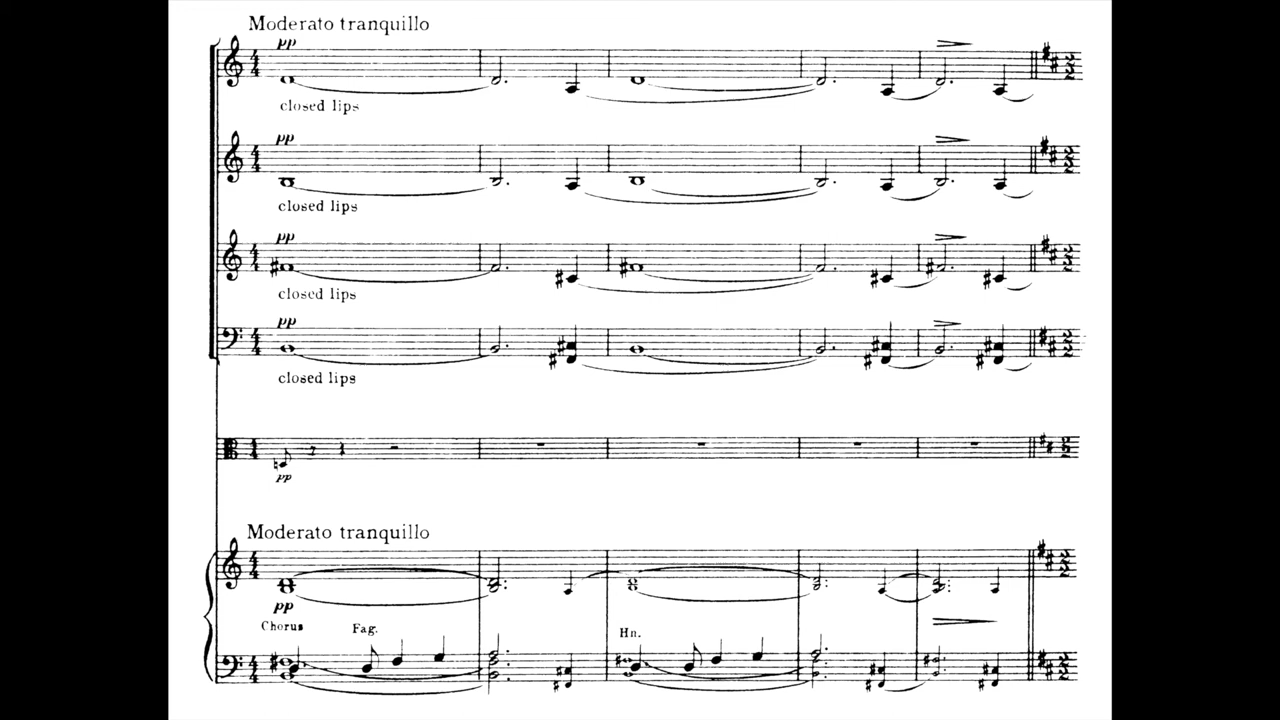 Moderato tranquillo
pp
closed lips
pp
closed lips
pp
closed lips
pp
closed lips
pp
Moderato tranquillo
pp
Chorus Fag. Hn.